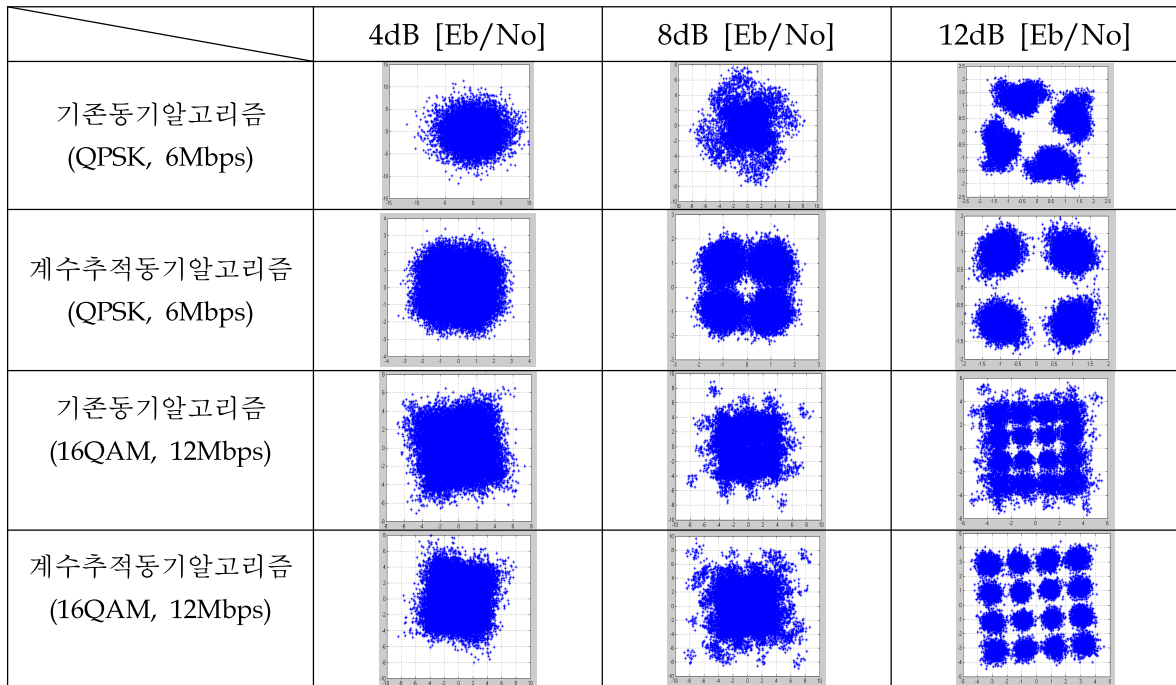 4dB [Eb/No]
8dB [Eb/No]
12dB [Eb/No]
기존동기알고리즘
(QPSK, 6Mbps)
계수추적동기알고리즘
(QPSK, 6Mbps)
기존동기알고리즘
(16QAM, 12Mbps)
계수추적동기알고리즘
(16QAM, 12Mbps)